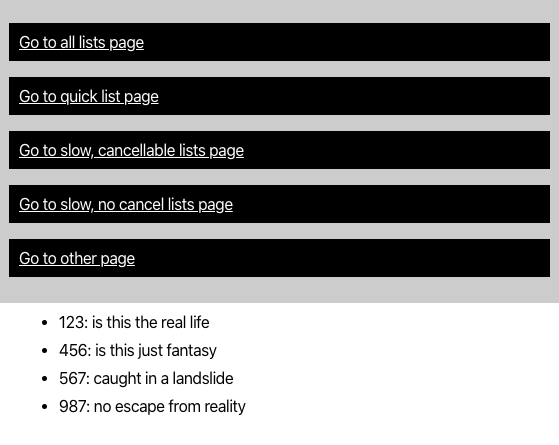 Go to all lists page
Go to quick list page
Go to slow, cancellable lists page
Go to slow, no cancel lists page
Go to other page
• 123: is this the real life
• 456: is this just fantasy
• 567: caught in a landslide
• 987: no escape from reality